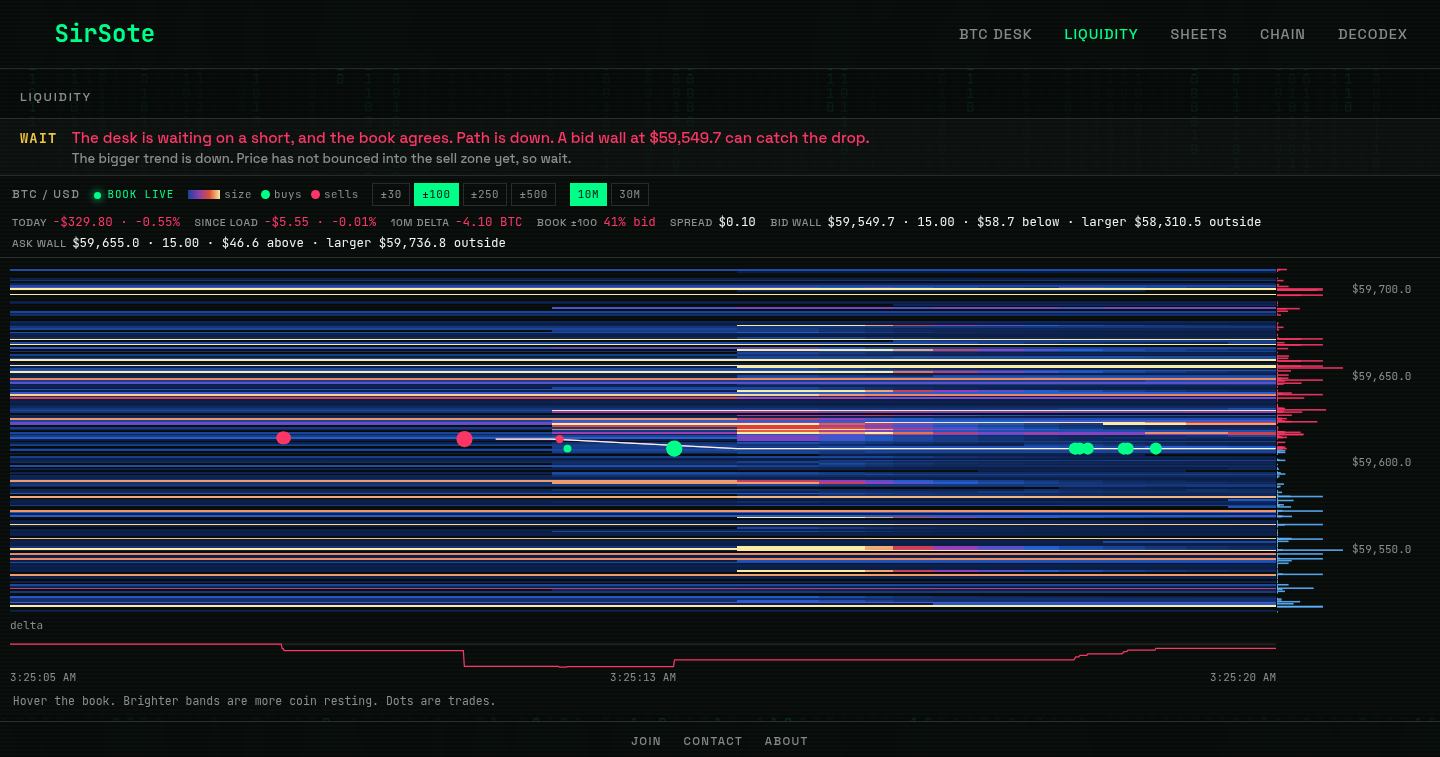 SirSote
BTC DESK LIQUIDITY SHEETS CHAIN DECODEX
LIQUIDITY
WAIT The desk is waiting on a short, and the book agrees. Path is down. A bid wall at $59,549.7 can catch the drop.
The bigger trend is down. Price has not bounced into the sell zone yet, so wait.
BTC / USD BOOK LIVE size buys sells ±30 ±100 ±250 ±500 10M 30M
TODAY -$329.80 · -0.55% SINCE LOAD -$5.55 · -0.01% 10M DELTA -4.10 BTC BOOK ±100 41% bid SPREAD $0.10 BID WALL $59,549.7 · 15.00 · $58.7 below · larger $58,310.5 outside
ASK WALL $59,655.0 · 15.00 · $46.6 above · larger $59,736.8 outside
$59,700.0
$59,650.0
$59,600.0
$59,550.0
delta
3:25:05 AM 3:25:13 AM 3:25:20 AM
Hover the book. Brighter bands are more coin resting. Dots are trades.
JOIN CONTACT ABOUT